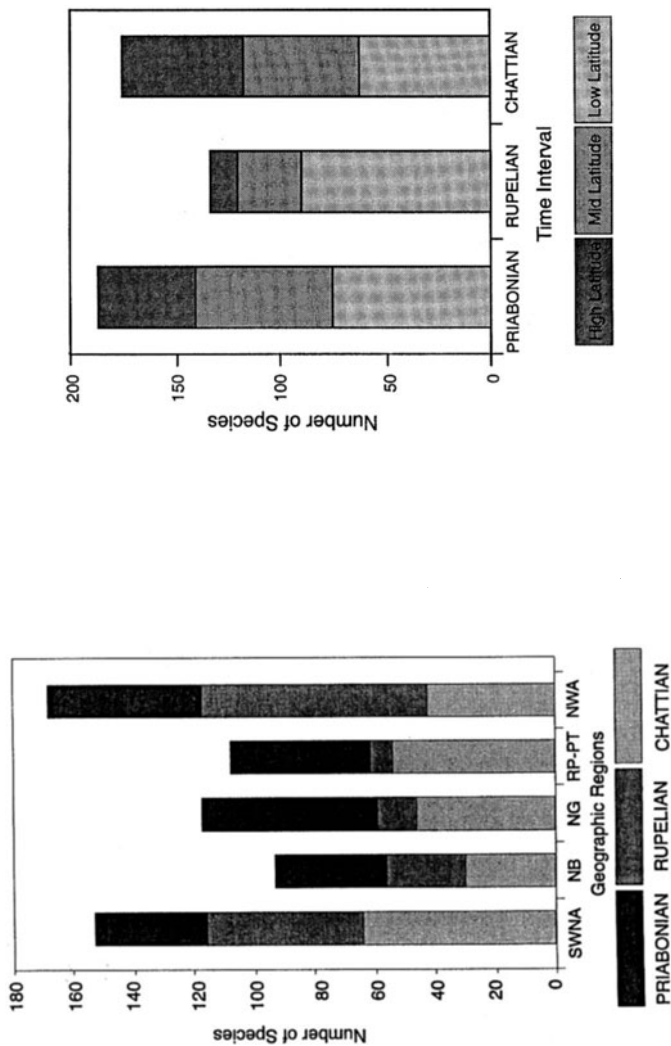 Number of Species
180
160
140
120
100
80
60
40
20
0
SWNA NB NG RP-PT NWA
Geographic Regions
PRIABONIAN RUPELIAN CHATTIAN
Number of Species
200
150
100
50
0
PRIABONIAN RUPELIAN CHATTIAN
Time Interval
High Latitude Mid Latitude Low Latitude